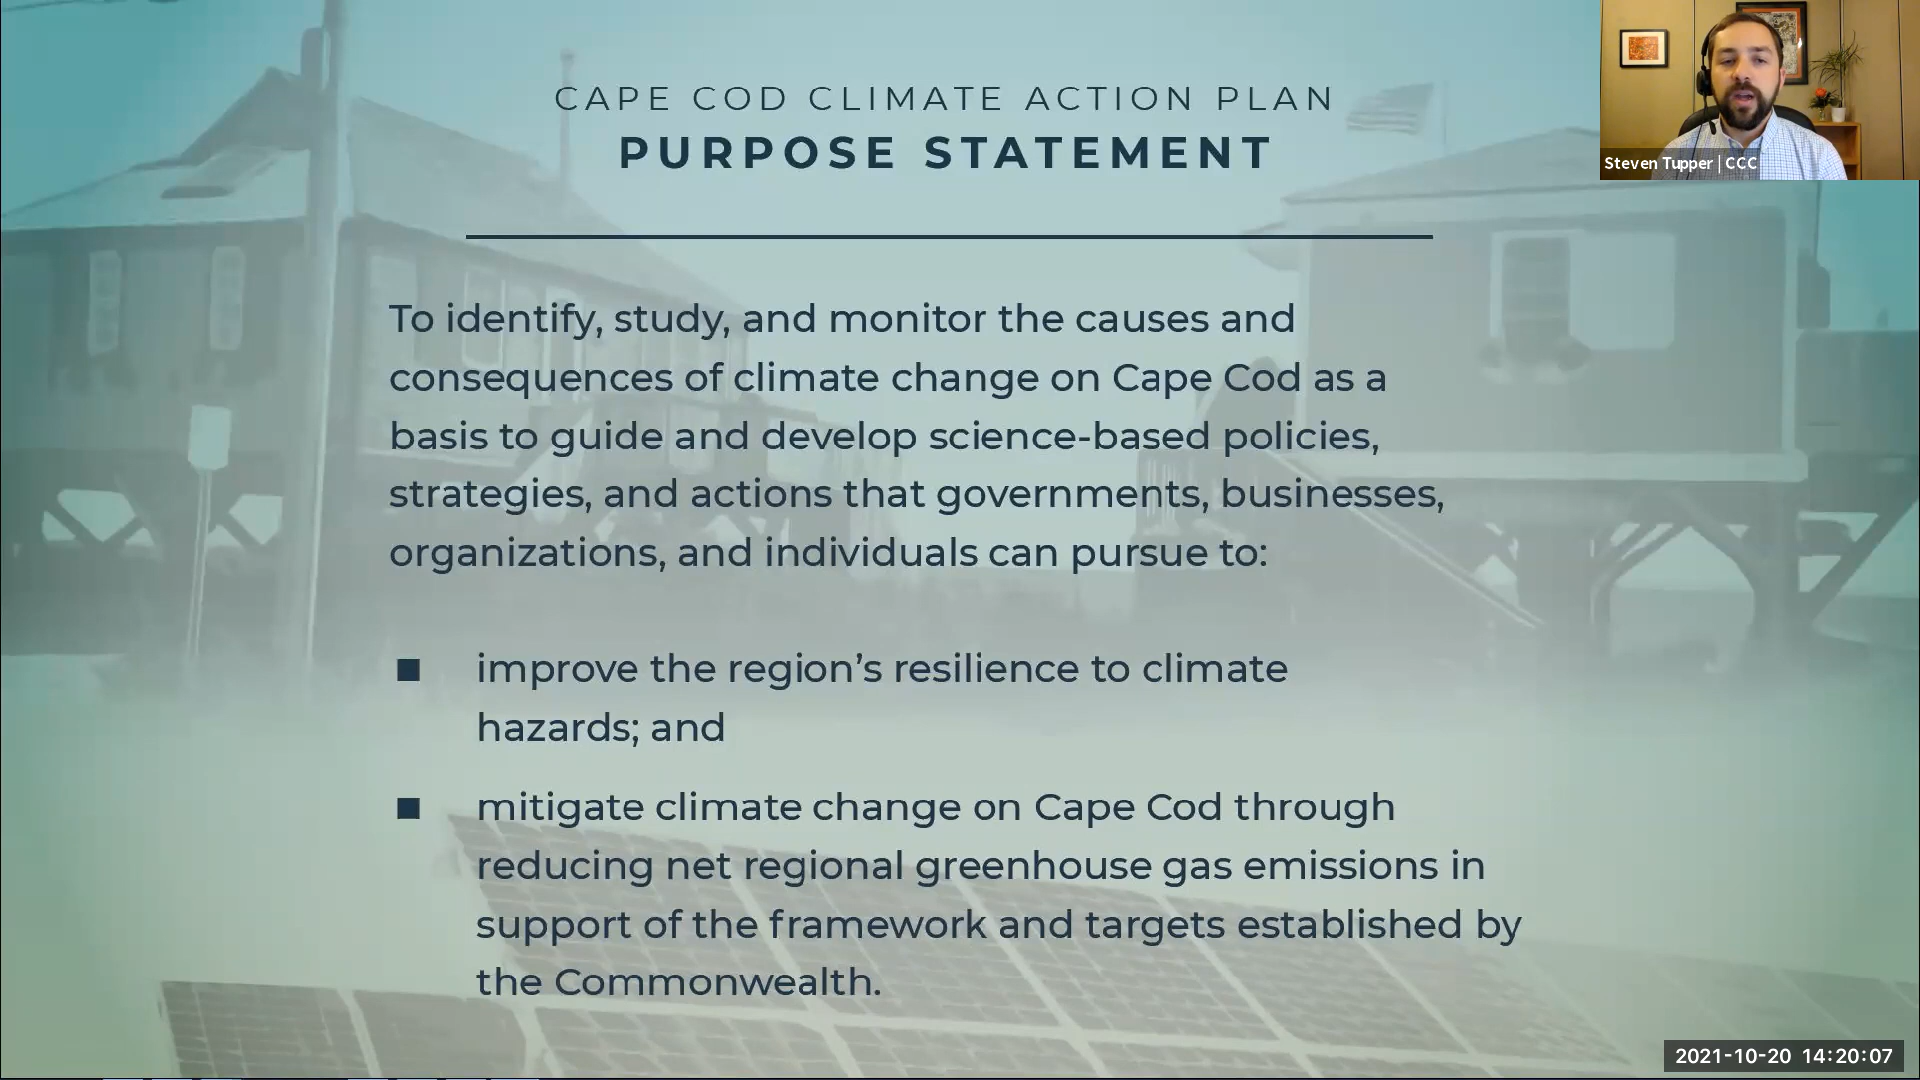 CAPE COD CLIMATE ACTION PLAN
PURPOSE STATEMENT
Steven Tupper | CCC
To identify, study, and monitor the causes and
consequences of climate change on Cape Cod as a
basis to guide and develop science-based policies,
strategies, and actions that governments, businesses,
organizations, and individuals can pursue to:
■ improve the region’s resilience to climate
hazards; and
■ mitigate climate change on Cape Cod through
reducing net regional greenhouse gas emissions in
support of the framework and targets established by
the Commonwealth.
2021-10-20 14:20:07